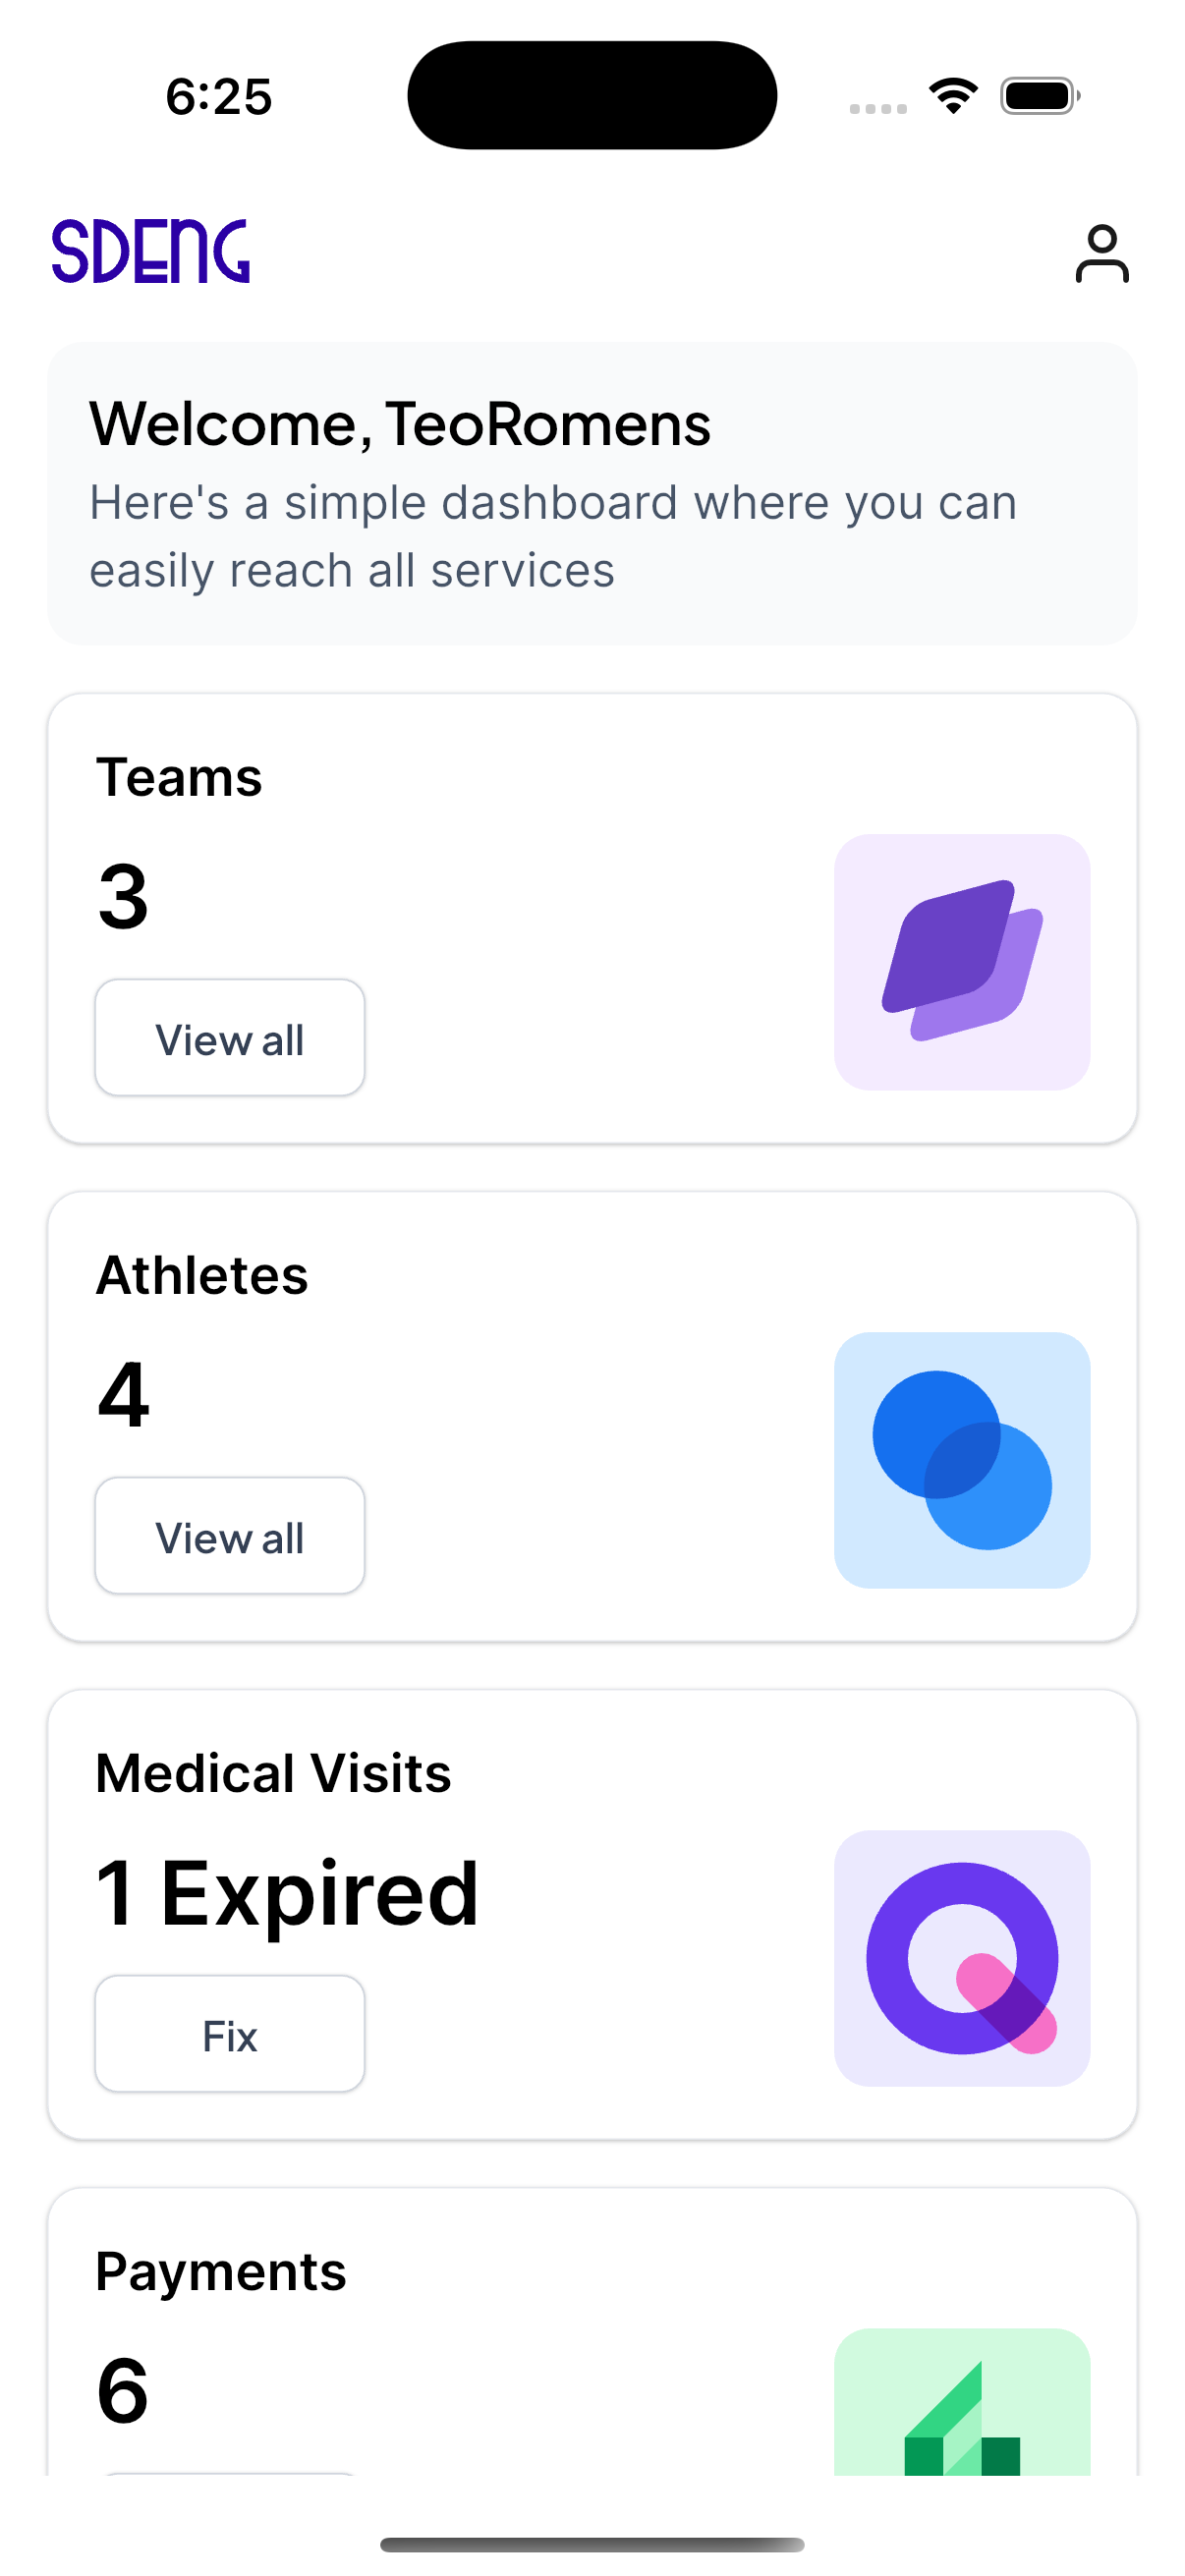 6:25
SDENG
Welcome, TeoRomens
Here's a simple dashboard where you can
easily reach all services
Teams
3
View all
Athletes
4
View all
Medical Visits
1 Expired
Fix
Payments
6